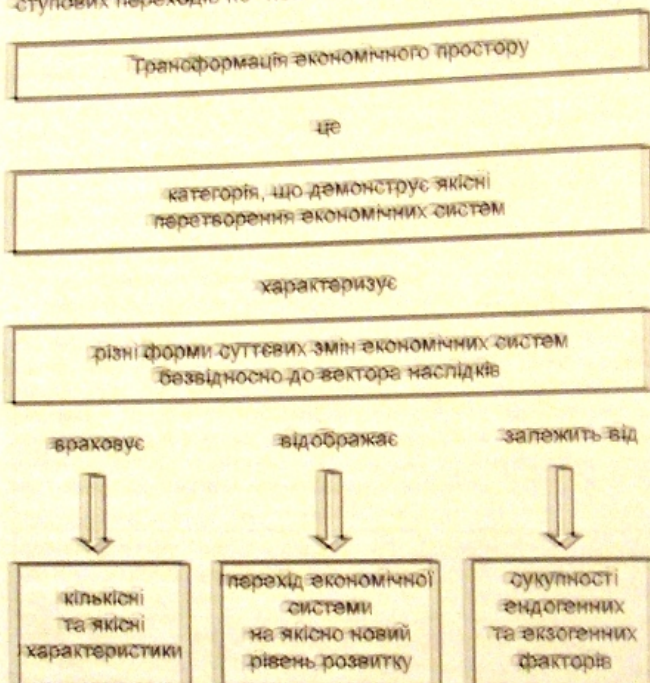 ступових переходів
Трансформація економічного простору
це
категорія, що демонструє якісні
перетворення економічних систем
характеризує
різні форми суттєвих змін економічних систем
безвідносно до вектора наслідків
враховує відображає залежить від
кількісні
та якісні
характеристики
перехід економічної
системи
на якісно новий
рівень розвитку
сукупності
ендогенних
та екзогенних
факторів